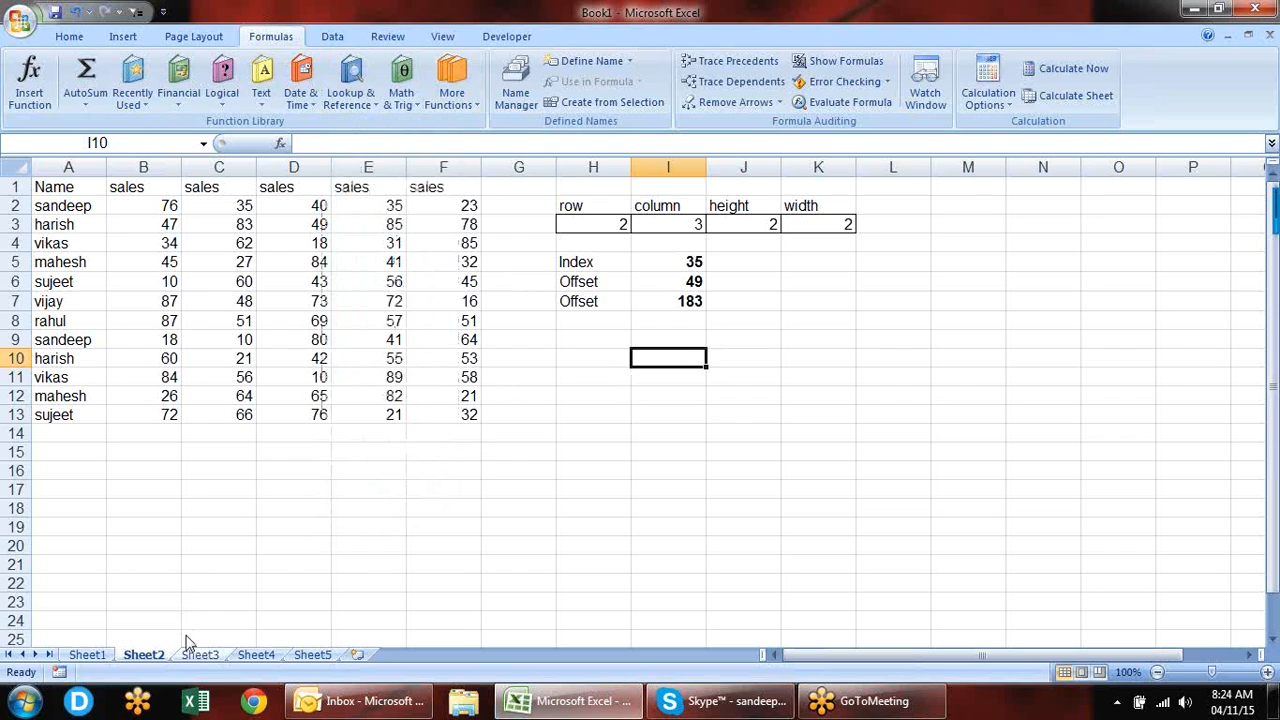 Book1 - Microsoft Excel
Home Insert Page Layout Formulas Data Review View Developer
Insert Function
AutoSum
Recently Used
Financial
Logical
Text
Date & Time
Lookup & Reference
Math & Trig
More Functions
Function Library
Name Manager
Define Name
Use in Formula
Create from Selection
Defined Names
Trace Precedents
Trace Dependents
Remove Arrows
Show Formulas
Error Checking
Evaluate Formula
Watch Window
Formula Auditing
Calculation Options
Calculate Now
Calculate Sheet
Calculation
I10
fx
A B C D E F G H I J K L M N O P
1 Name sales sales sales sales sales
2 sandeep 76 35 40 35 23 row column height width
3 harish 47 83 49 85 78 2 3 2 2
4 vikas 34 62 18 31 85
5 mahesh 45 27 84 41 32 Index 35
6 sujeet 10 60 43 56 45 Offset 49
7 vijay 87 48 73 72 16 Offset 183
8 rahul 87 51 69 57 51
9 sandeep 18 10 80 41 64
10 harish 60 21 42 55 53
11 vikas 84 56 10 89 58
12 mahesh 26 64 65 82 21
13 sujeet 72 66 76 21 32
14
15
16
17
18
19
20
21
22
23
24
25
Sheet1 Sheet2 Sheet3 Sheet4 Sheet5
Ready 100%
Inbox - Microsoft ... Microsoft Excel - ... Skype™ - sandeep... GoToMeeting 8:24 AM
04/11/15